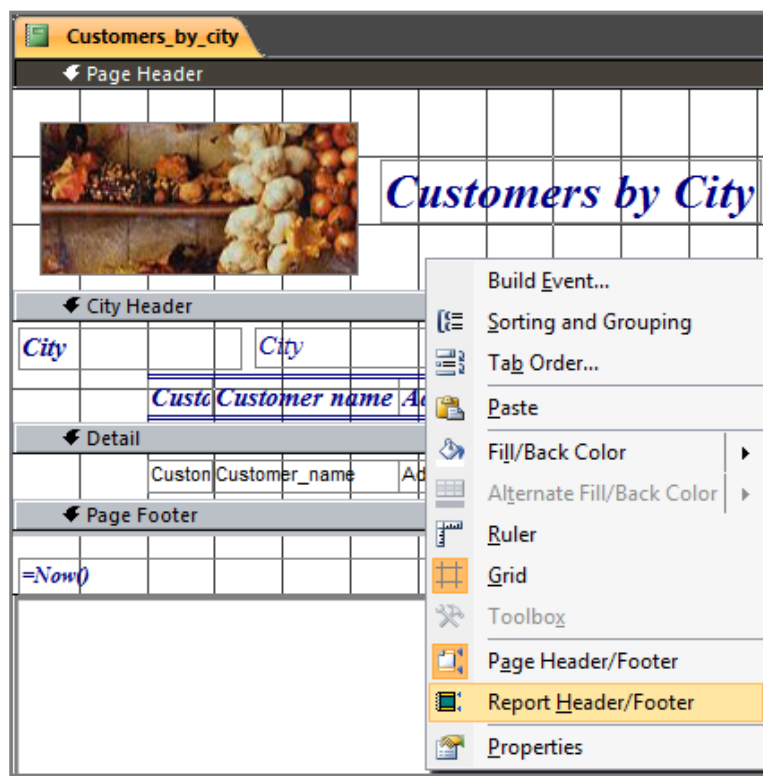 Customers_by_city
Page Header
Customers by City
City Header
City City
Customer name
Detail
Custon Customer_name Ad
Page Footer
=Now()
Build Event...
Sorting and Grouping
Tab Order...
Paste
Fill/Back Color
Alternate Fill/Back Color
Ruler
Grid
Toolbox
Page Header/Footer
Report Header/Footer
Properties